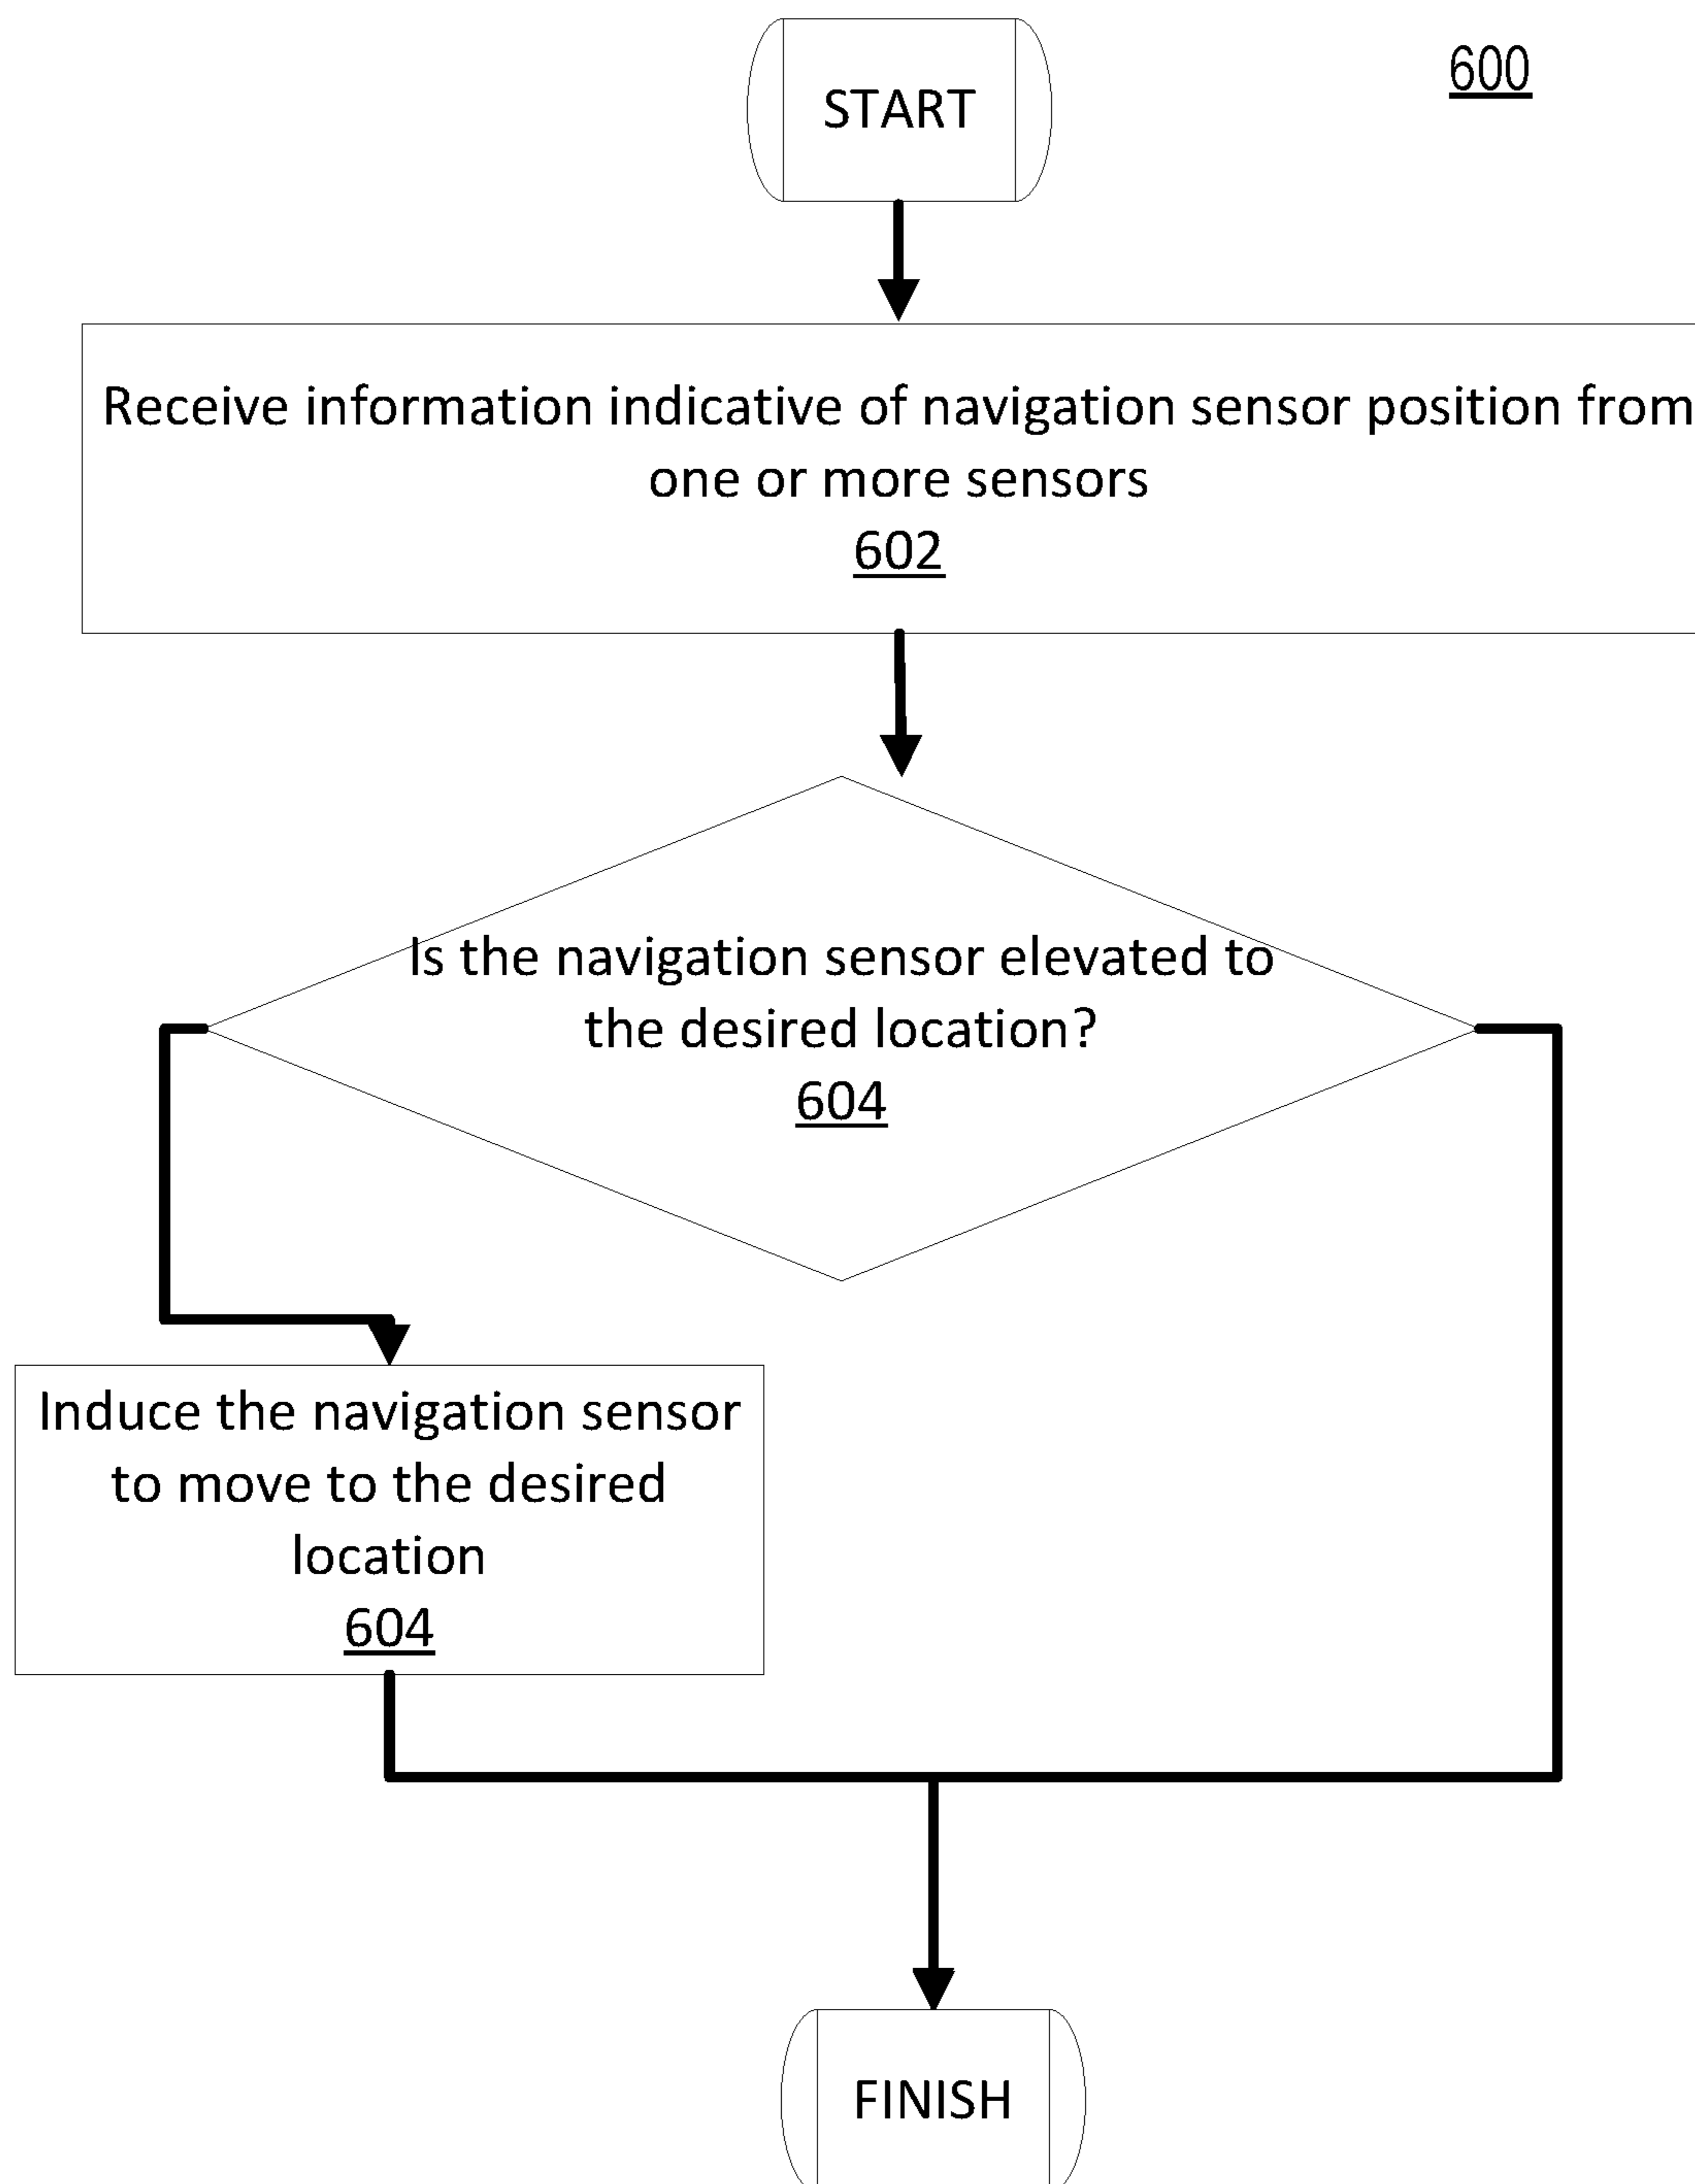 600
START
Receive information indicative of navigation sensor position from
one or more sensors
602
Is the navigation sensor elevated to
the desired location?
604
Induce the navigation sensor
to move to the desired
location
604
FINISH